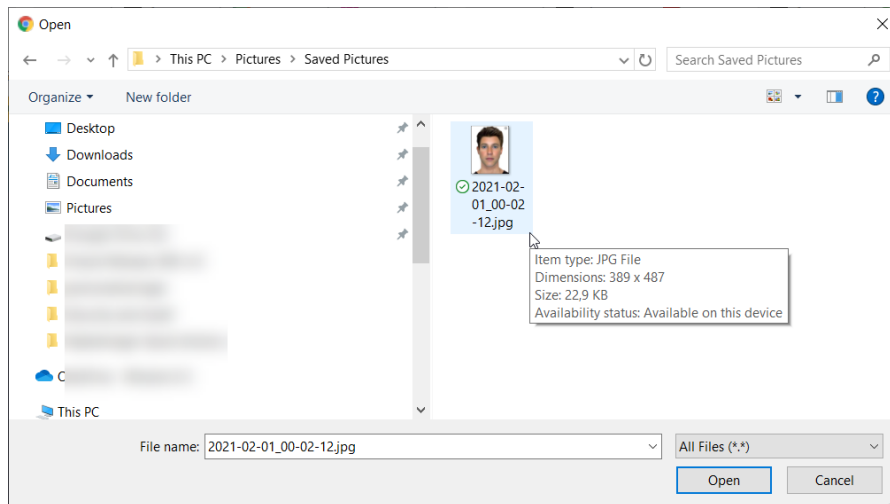 Open
This PC > Pictures > Saved Pictures
Search Saved Pictures
Organize
New folder
?
Desktop
Downloads
Documents
Pictures
This PC
2021-02-
01_00-02
-12.jpg
Item type: JPG File
Dimensions: 389 x 487
Size: 22,9 KB
Availability status: Available on this device
File name: 2021-02-01_00-02-12.jpg
All Files (*.*)
Open
Cancel